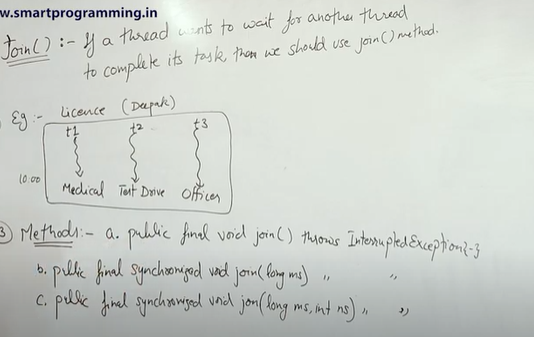 w.smartprogramming.in
Join() :- If a thread wants to wait for another thread
to complete its task, then we should use join() method.
Eg :- Licence (Deepak)
t1 t2 t3
10:00
Medical Test Drive Officer
3 Methods:- a. public final void join() throws InterruptedException{-}
b. public final synchronized void join(long ms) " "
c. public final synchronized void join(long ms, int ns) " "